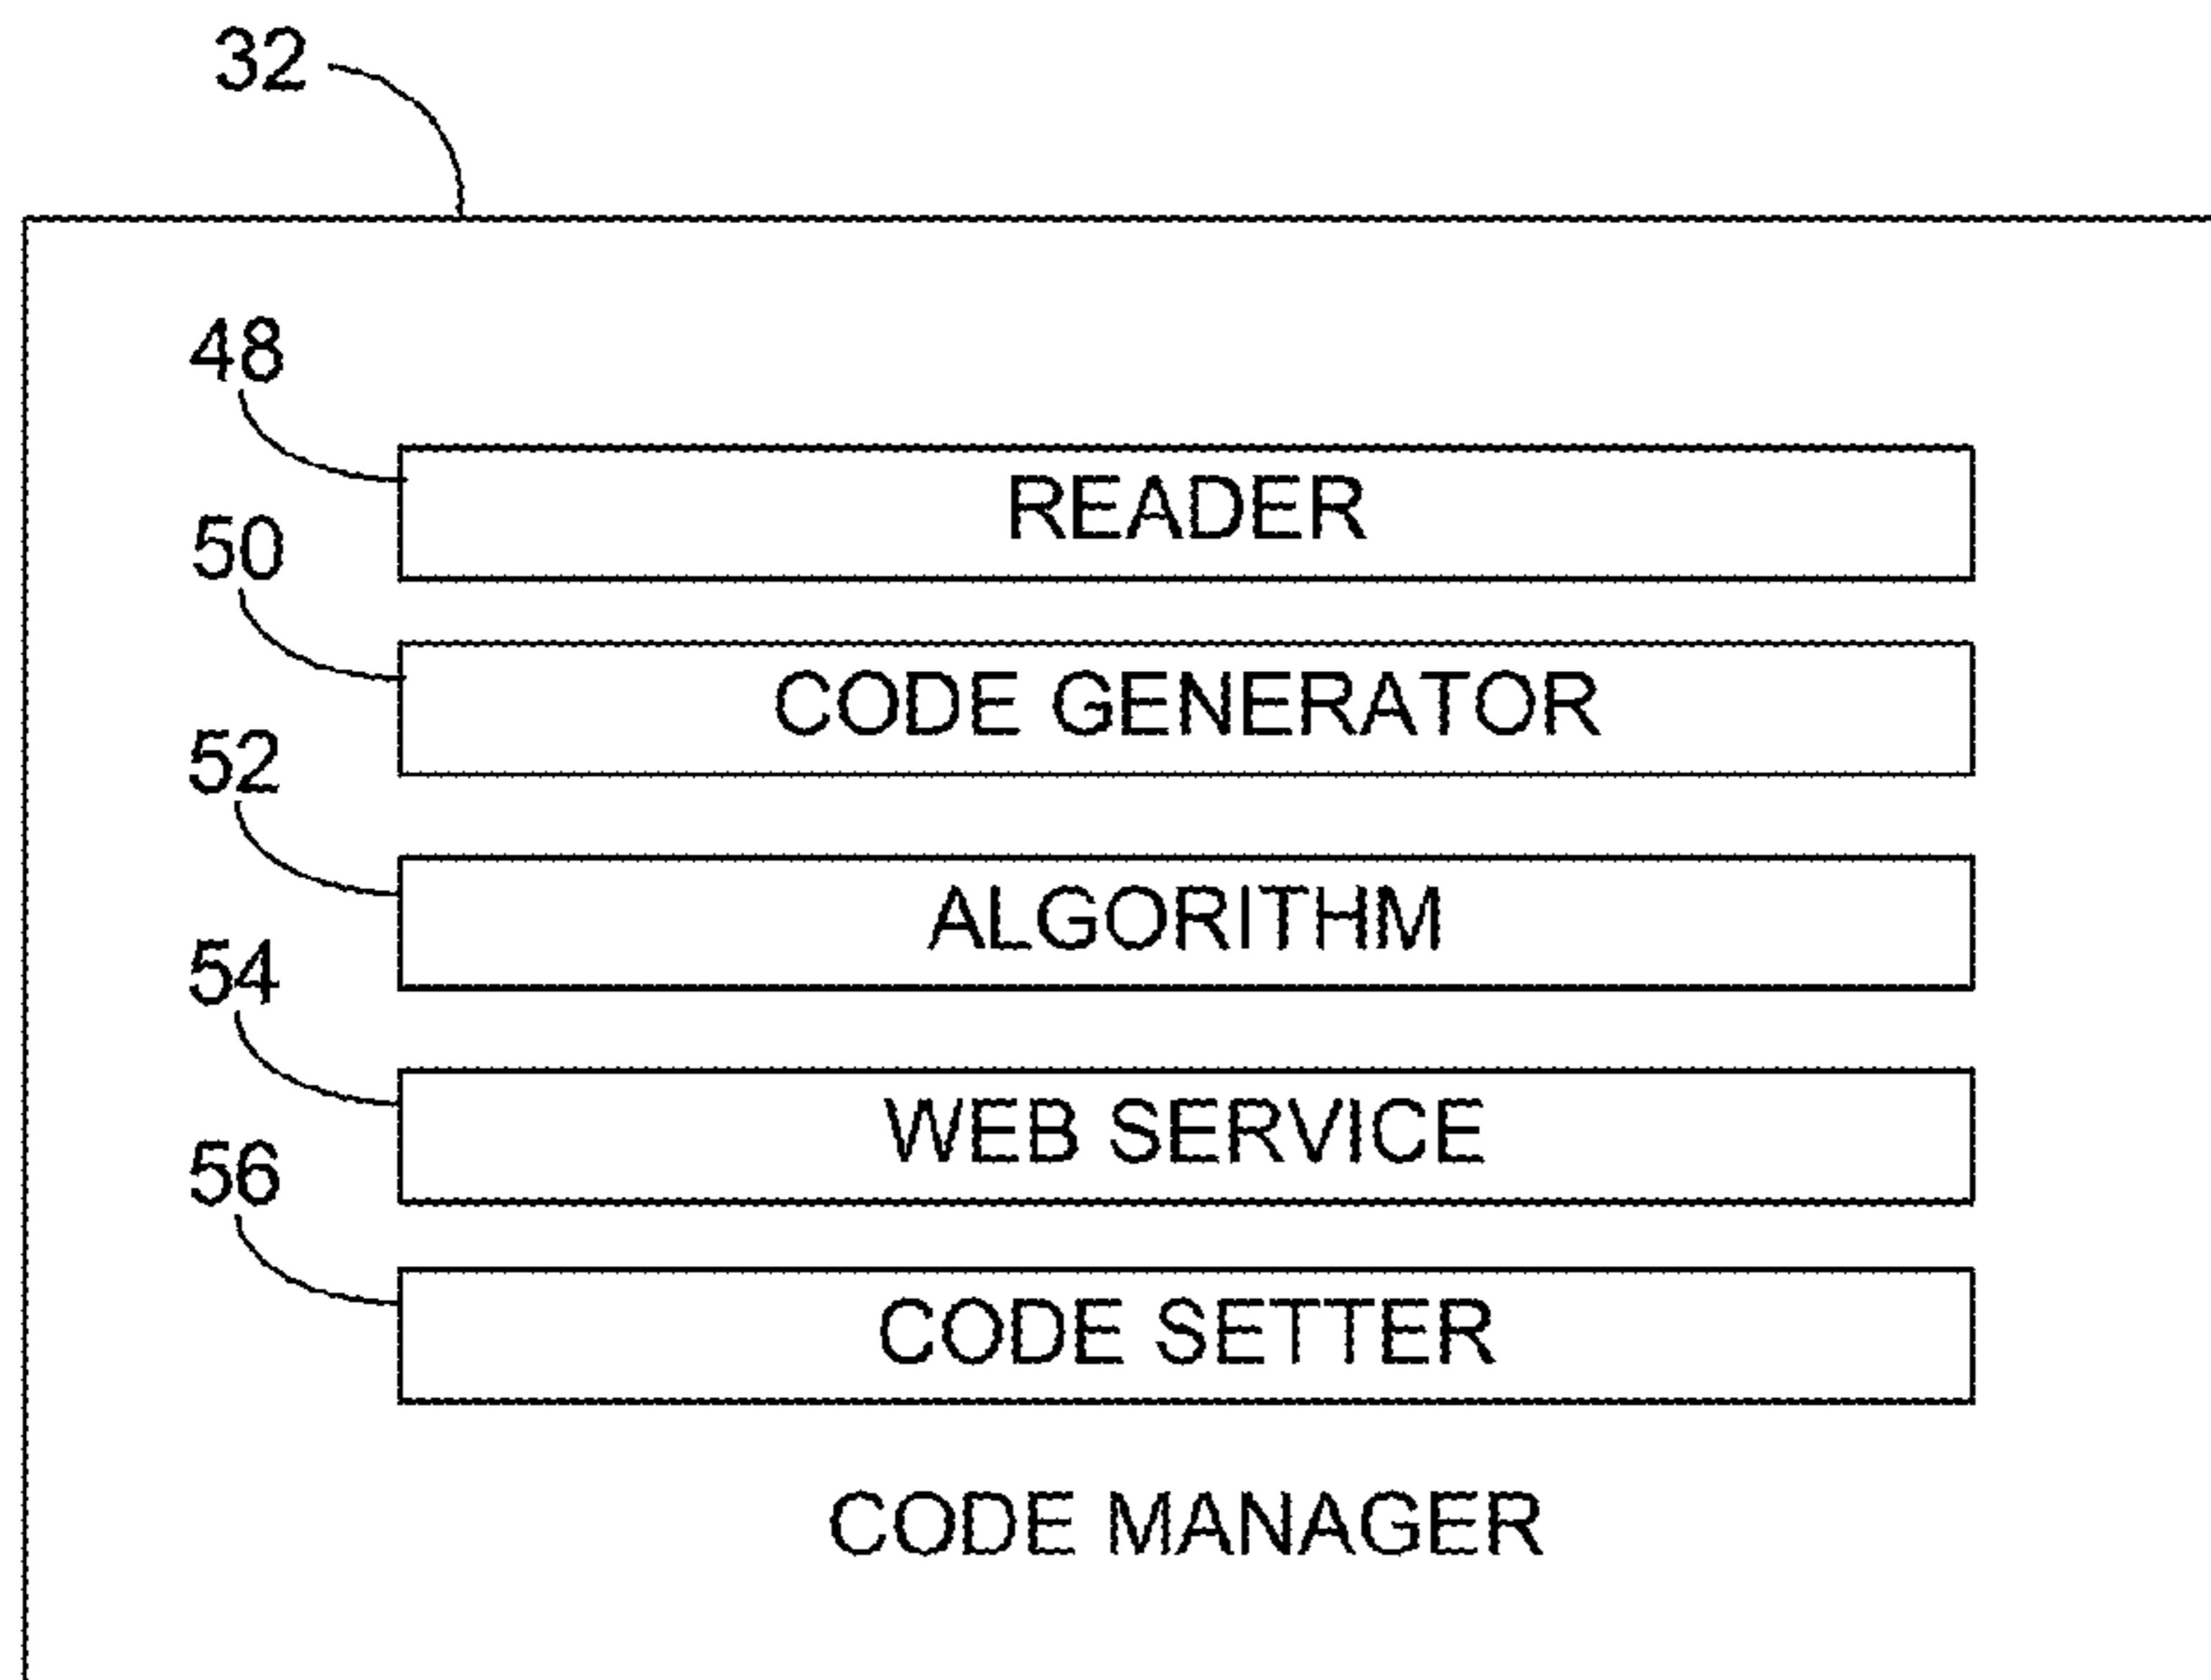 32
48
READER
50
CODE GENERATOR
52
ALGORITHM
54
WEB SERVICE
56
CODE SETTER
CODE MANAGER